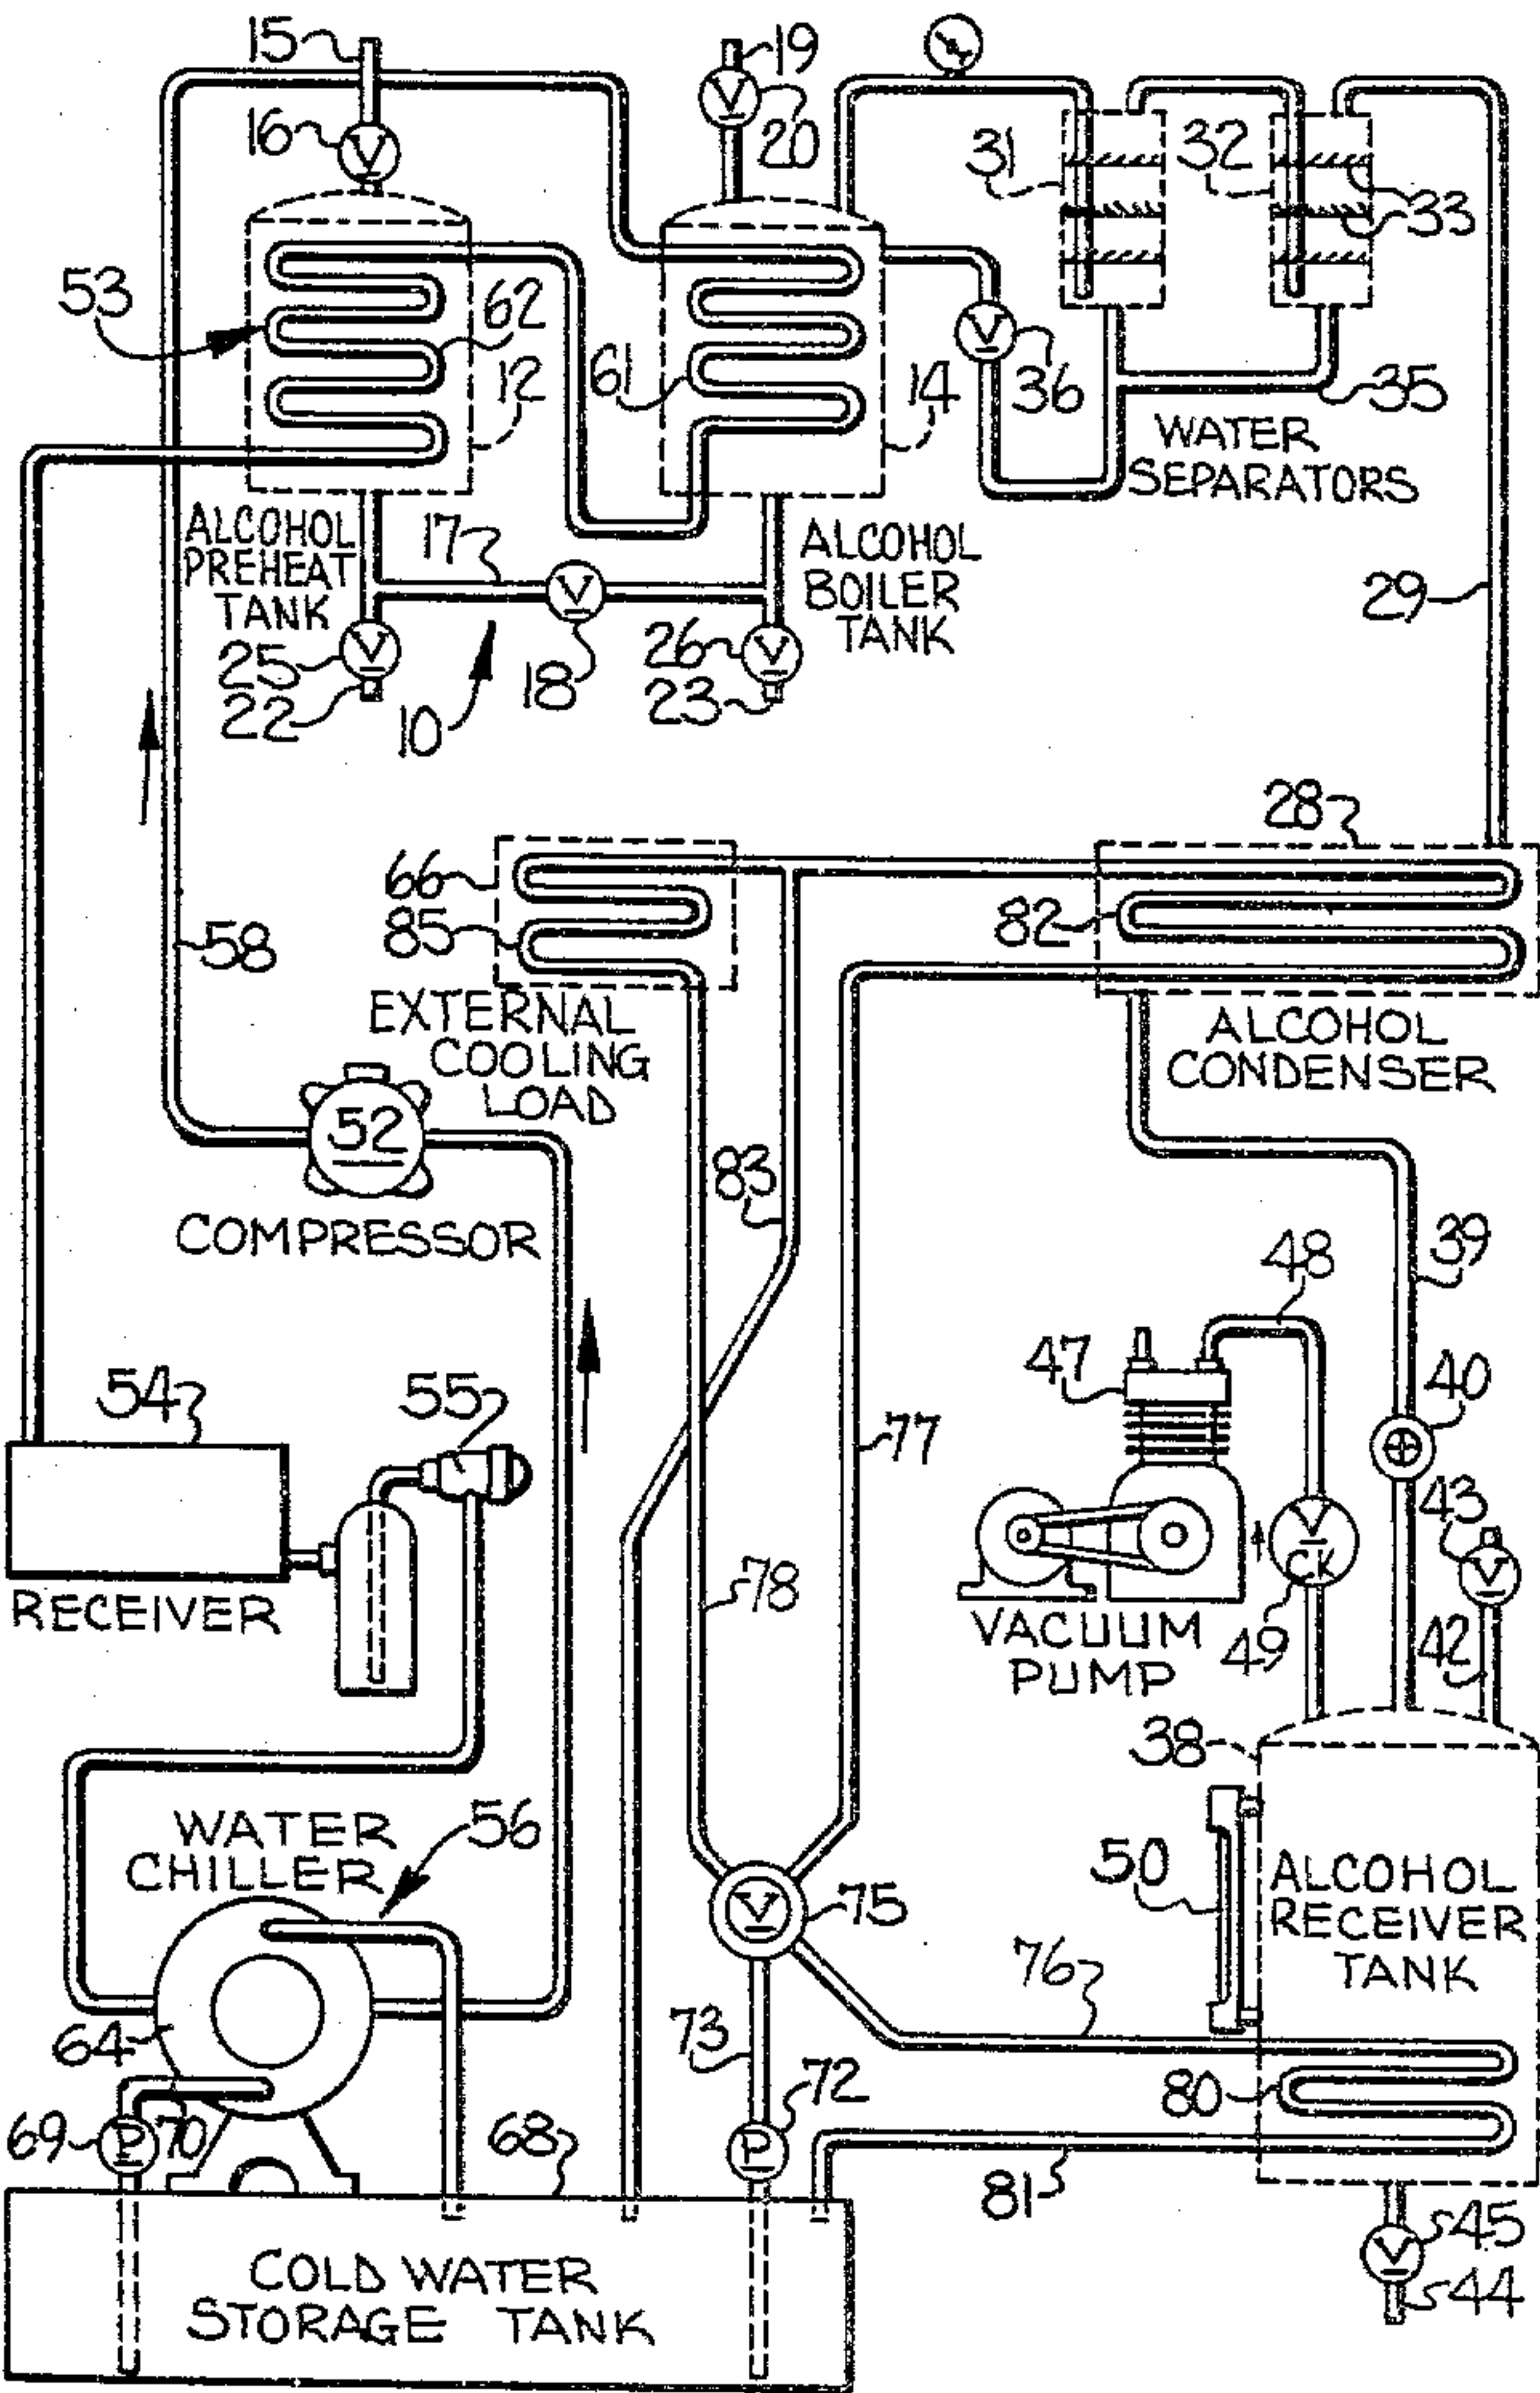 15
19
16
V
V
20
31
32
33
53
62
12
61
14
V
36
35
WATER
SEPARATORS
ALCOHOL
PREHEAT
TANK
17
V
18
ALCOHOL
BOILER
TANK
29
25
V
22
10
26
V
23
28
66
85
82
58
EXTERNAL
COOLING
LOAD
ALCOHOL
CONDENSER
52
COMPRESSOR
83
39
48
47
40
54
55
77
43
V
CK
V
RECEIVER
78
VACUUM
PUMP
49
42
38
WATER
CHILLER
56
50
ALCOHOL
RECEIVER
TANK
V
75
76
64
73
72
80
69
P
70
68
P
81
45
V
44
COLD WATER
STORAGE TANK